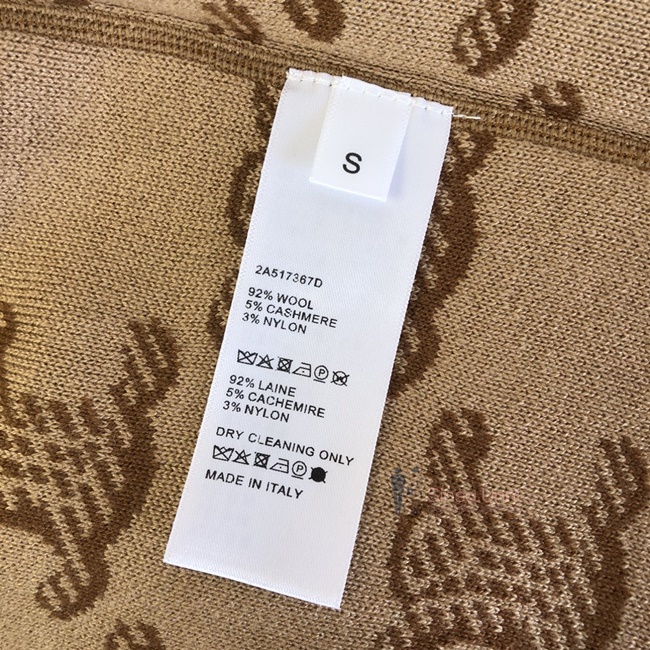 S
2A517367D
92% WOOL
5% CASHMERE
3% NYLON
P
92% LAINE
5% CACHEMIRE
3% NYLON
DRY CLEANING ONLY
P
MADE IN ITALY